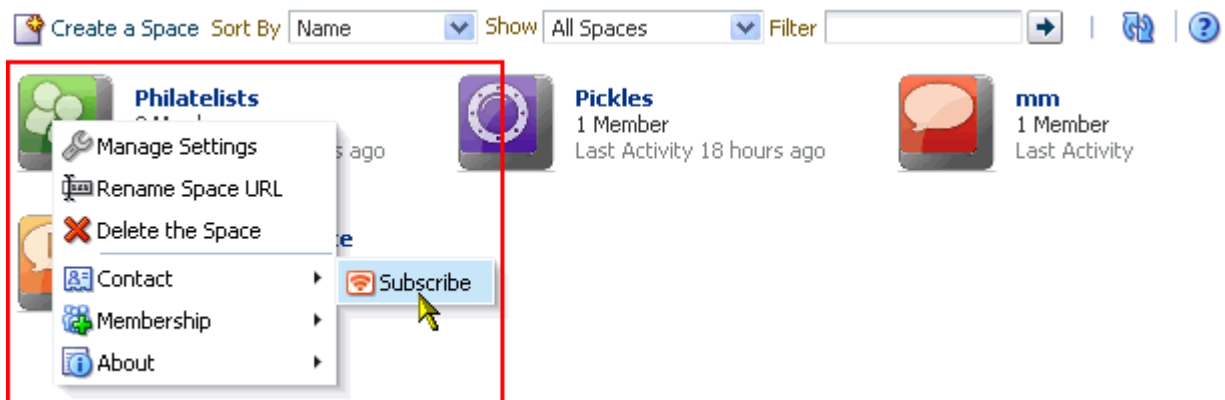 Create a Space Sort By Name Show All Spaces Filter
Philatelists
Pickles
1 Member
Last Activity 18 hours ago
mm
1 Member
Last Activity
s ago
Manage Settings
Rename Space URL
Delete the Space
Contact
Subscribe
Membership
About